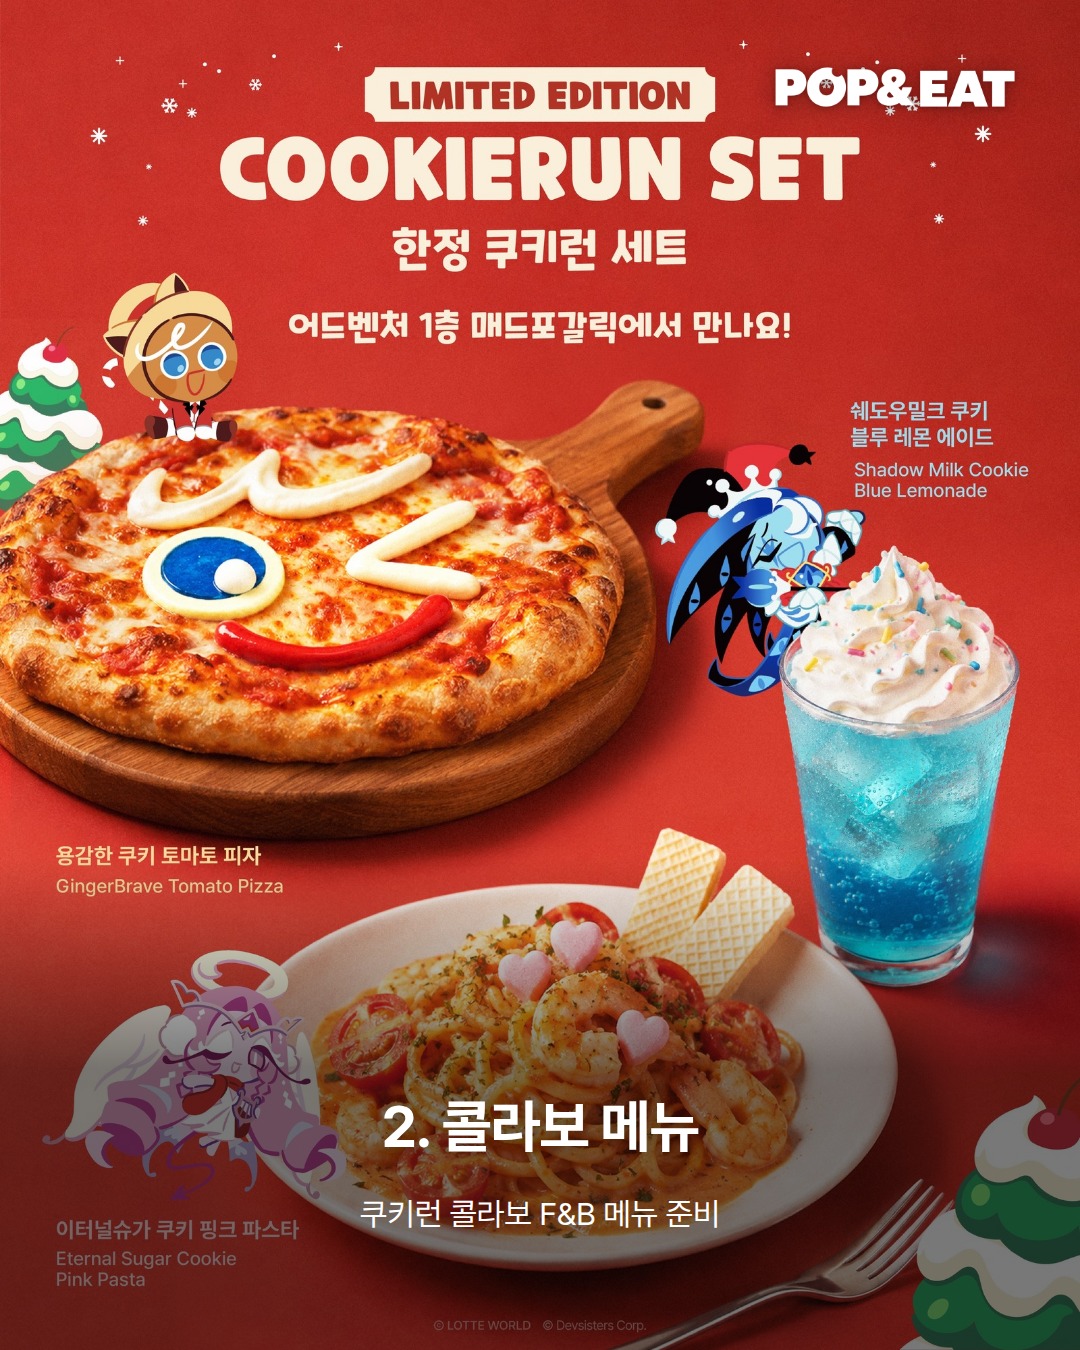 LIMITED EDITION
POP&EAT
COOKIERUN SET
한정 쿠키런 세트
어드벤처 1층 매드포갈릭에서 만나요!
쉐도우밀크 쿠키
블루 레몬 에이드
Shadow Milk Cookie
Blue Lemonade
용감한 쿠키 토마토 피자
GingerBrave Tomato Pizza
2. 콜라보 메뉴
쿠키런 콜라보 F&B 메뉴 준비
이터널슈가 쿠키 핑크 파스타
Eternal Sugar Cookie
Pink Pasta
© LOTTE WORLD © Devsisters Corp.